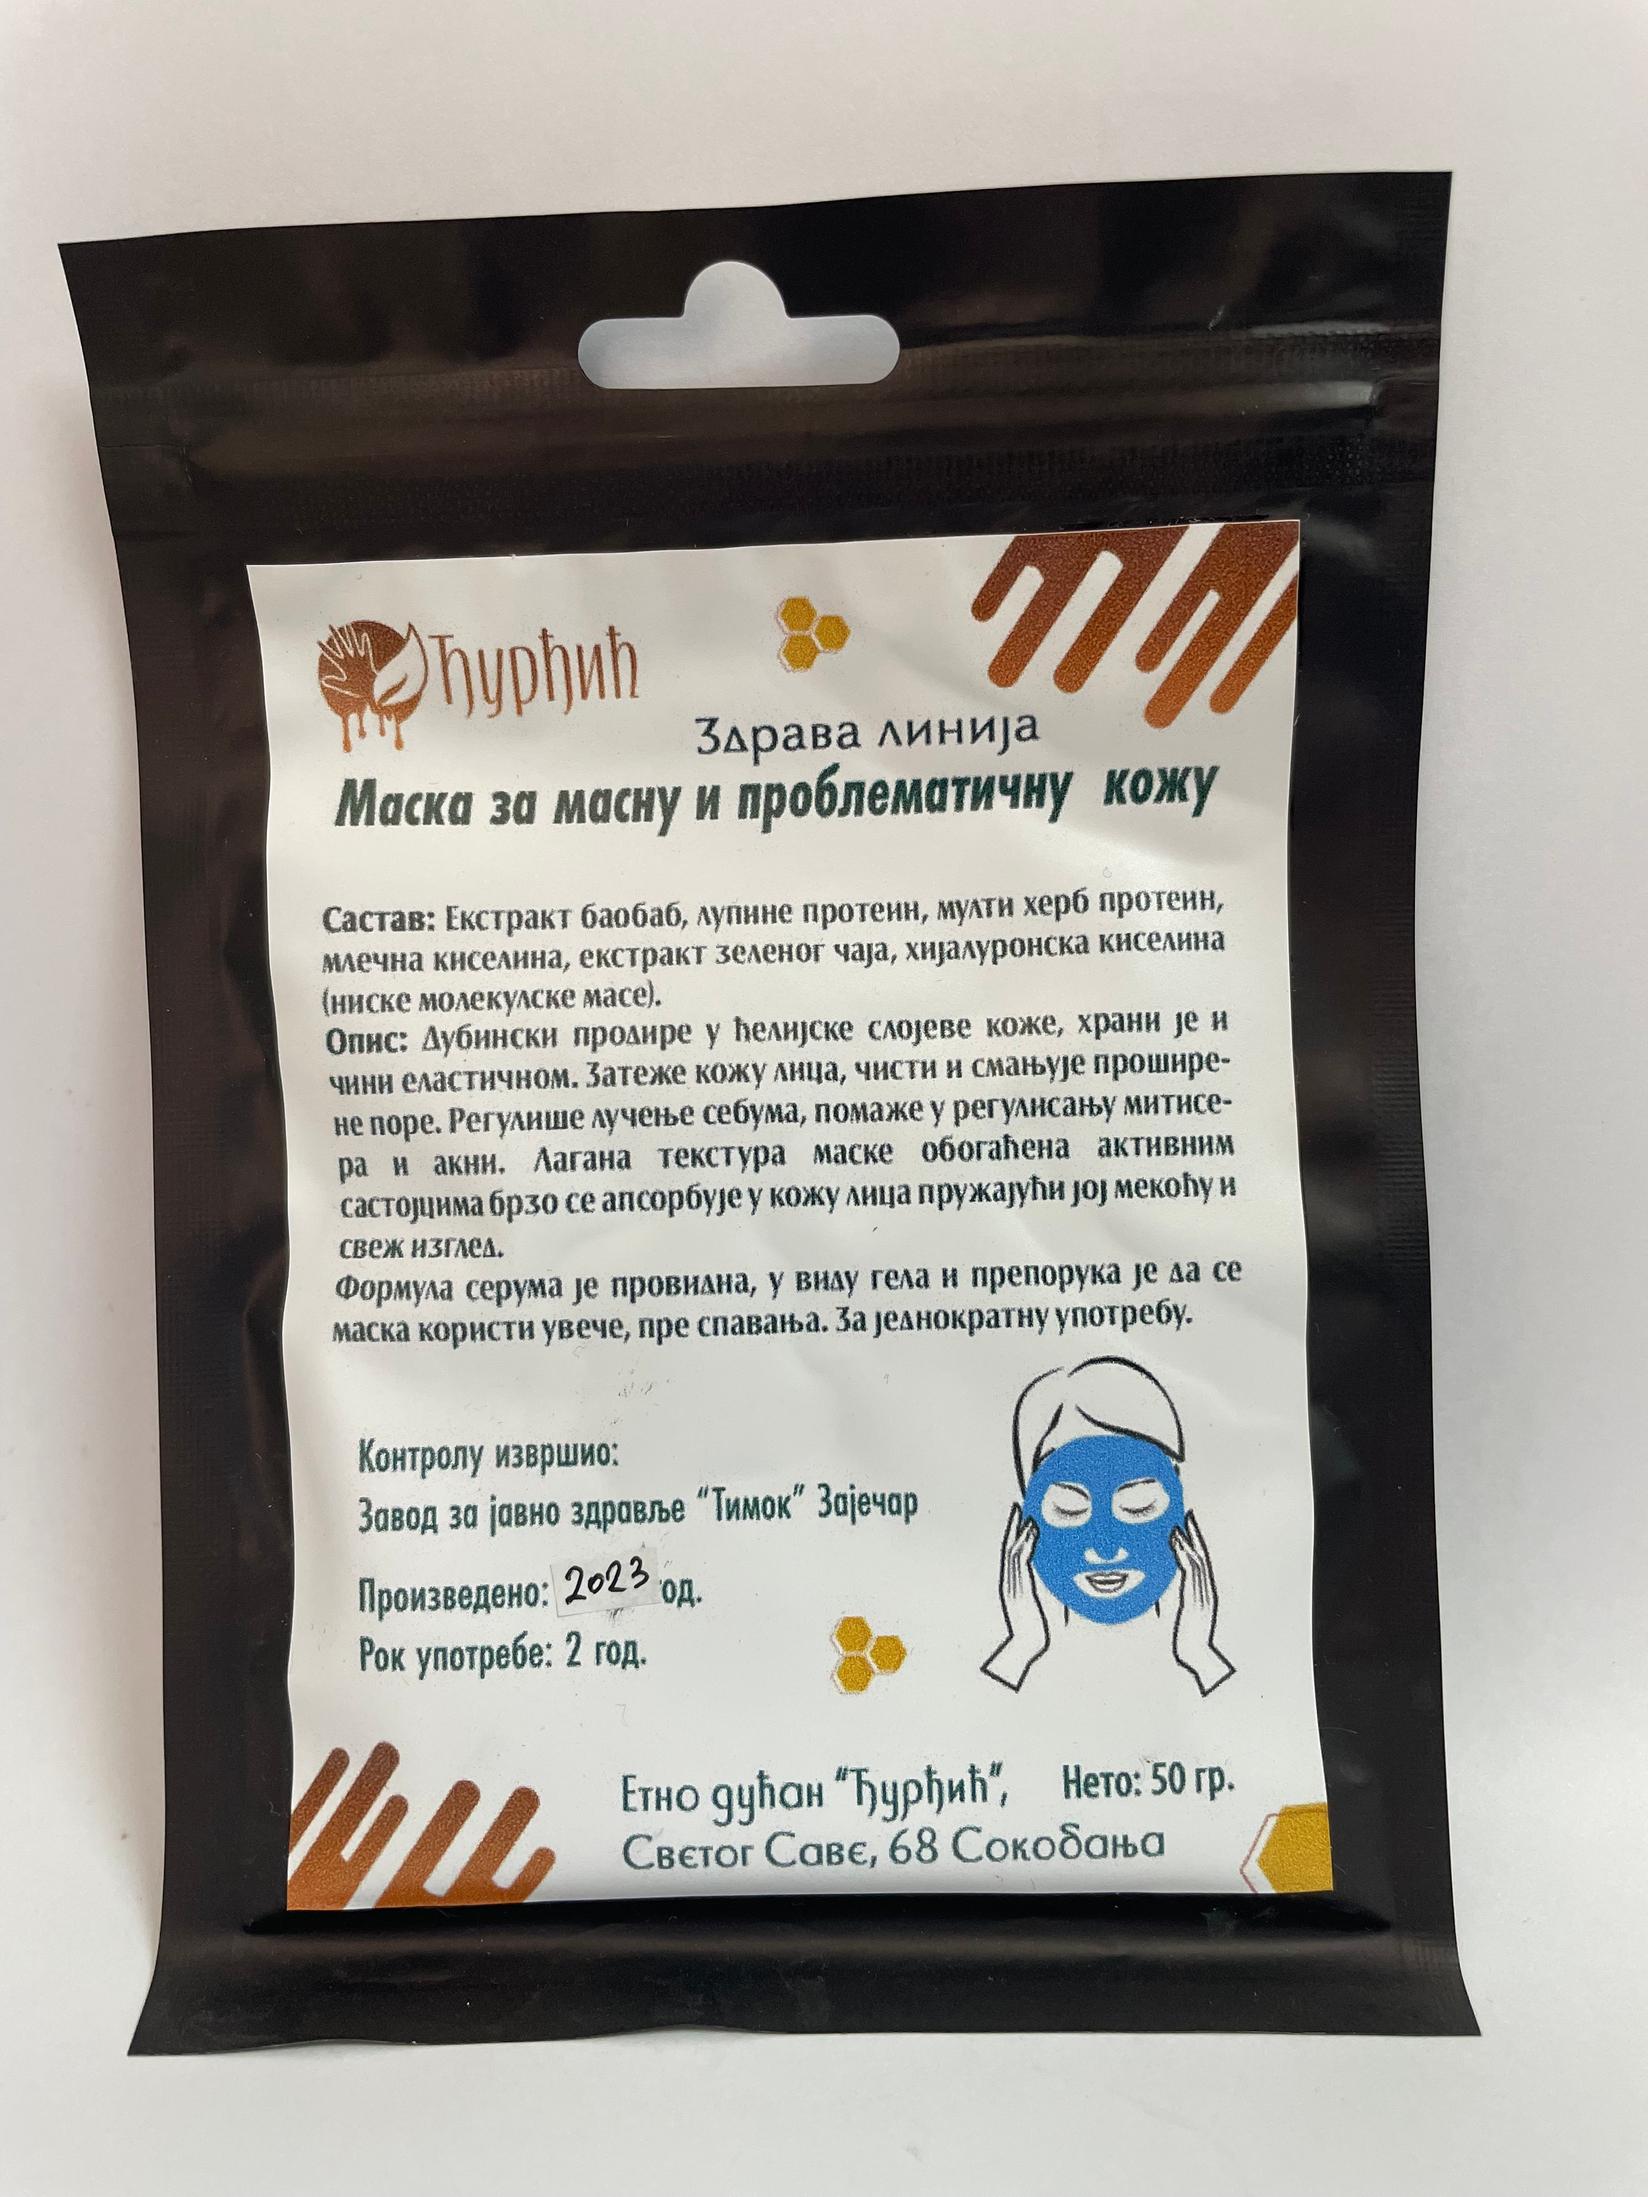 Ђурђић
Здрава линија
Маска за масну и проблематичну кожу
Састав: Екстракт баобаб, лупине протеин, мулти херб протеин,
млечна киселина, екстракт зеленог чаја, хијалуронска киселина
(ниске молекулске масе).
Опис: Дубински продире у ћелијске слојеве коже, храни је и
чини еластичном. Затеже кожу лица, чисти и смањује прошире-
не поре. Регулише лучење себума, помаже у регулисању митисе-
ра и акни. Лагана текстура маске обогаћена активним
састојцима брзо се апсорбује у кожу лица пружајући јој мекоћу и
свеж изглед.
Формула серума је провидна, у виду гела и препорука је да се
маска користи увече, пре спавања. За једнократну употребу.
Контролу извршио:
Завод за јавно здравље “Тимок” Зајечар
Произведено: 2023 од.
Рок употребе: 2 год.
Етно дућан “Ђурђић”, Нето: 50 гр.
Светог Саве, 68 Сокобања